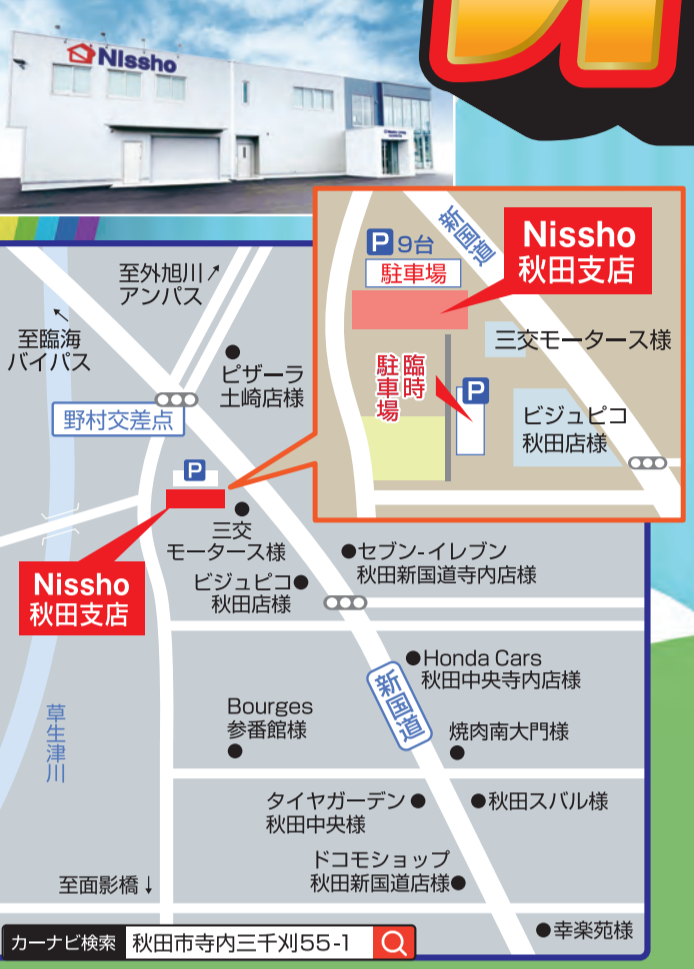 Nissho
新国道
P 9台
駐車場
Nissho
秋田支店
三交モータース様
臨時
駐車場
P
ビジュピコ
秋田店様
至外旭川↗
アンパス
↖
至臨海
バイパス
ピザーラ
土崎店様
野村交差点
P
三交
モータース様
Nissho
秋田支店
セブン-イレブン
秋田新国道寺内店様
ビジュピコ
秋田店様
Honda Cars
秋田中央寺内店様
新国道
Bourges
参番館様
焼肉南大門様
草生津川
タイヤガーデン
秋田中央様
秋田スバル様
ドコモショップ
秋田新国道店様
至面影橋↓
幸楽苑様
カーナビ検索 秋田市寺内三千刈55-1